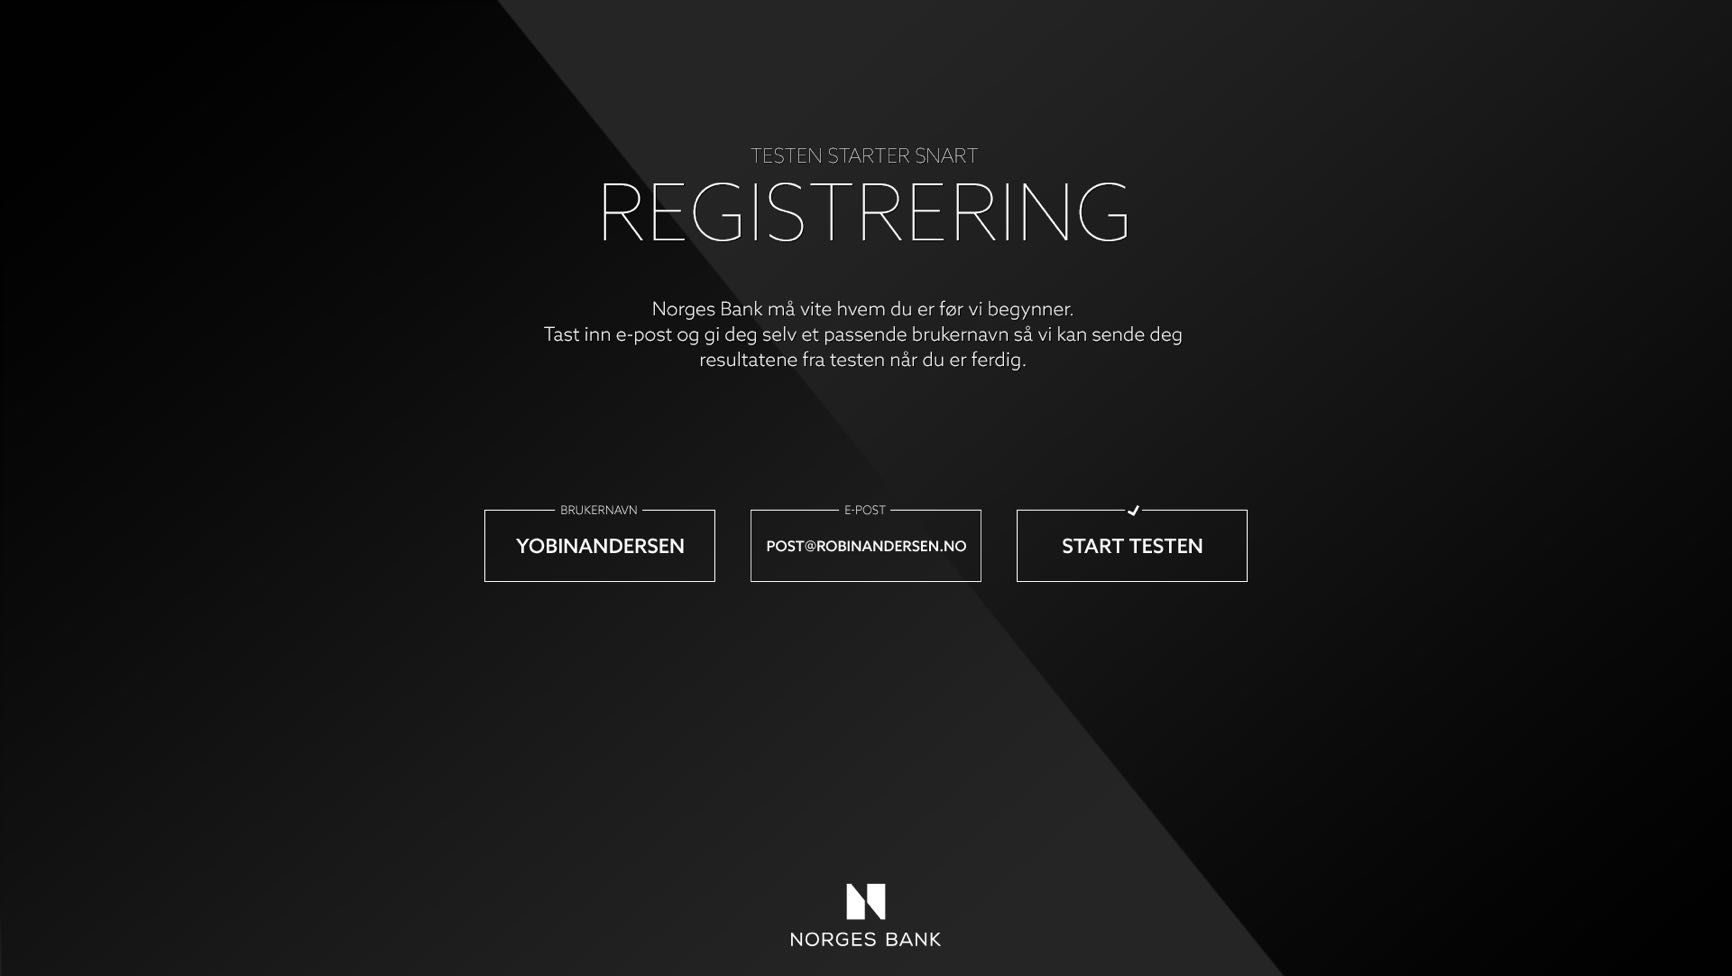 TESTEN STARTER SNART
REGISTRERING
Norges Bank må vite hvem du er før vi begynner.
Tast inn e-post og gi deg selv et passende brukernavn så vi kan sende deg
resultatene fra testen når du er ferdig.
BRUKERNAVN
YOBINANDERSEN
E-POST
POST@ROBINANDERSEN.NO
START TESTEN
NORGES BANK